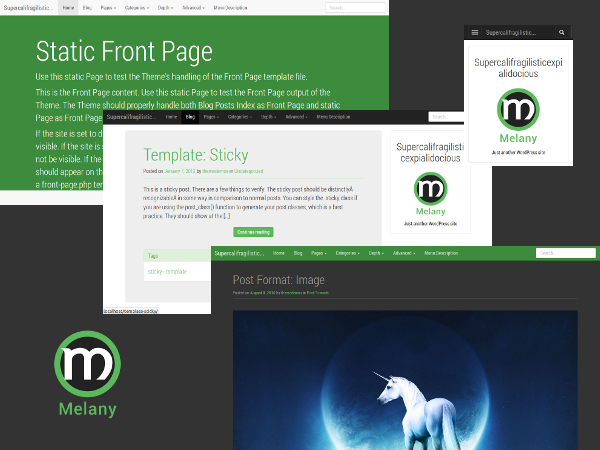 Supercalifragilistic... Home Blog Pages Categories Depth Advanced Menu Description Search...
Static Front Page
Use this static Page to test the Theme's handling of the Front Page template file.
This is the Front Page content. Use this static Page to test the Front Page output of the
Theme. The Theme should properly handle both Blog Posts Index as Front Page and static
Page as Front Page
If the site is set to d
visible. If the site is s
not be visible. If the
should appear on th
a front-page.php tem
Supercalifragilistic... Home Blog Pages Categories Depth Advanced Menu Description Search...
Template: Sticky
Posted on January 7, 2012 by themedemos in Uncategorized
This is a sticky post. There are a few things to verify: The sticky post should be distinctlyÂ
recognizableÂ in some way in comparison to normal posts. You can style the .sticky class if
you are using the post_class() function to generate your post classes, which is a best
practice. They should show at the [...]
Continue reading
Tags
sticky - template
localhost/template-sticky/
Supercalifragilisti
cexpialidocious
m
Melany
Just another WordPress site
Supercalifragilistic...
Supercalifragilisticexpi
alidocious
m
Melany
Just another WordPress site
Supercalifragilistic... Home Blog Pages Categories Depth Advanced Menu Description Search...
Post Format: Image
Posted on August 8, 2010 by themedemos in Post Formats
m
Melany